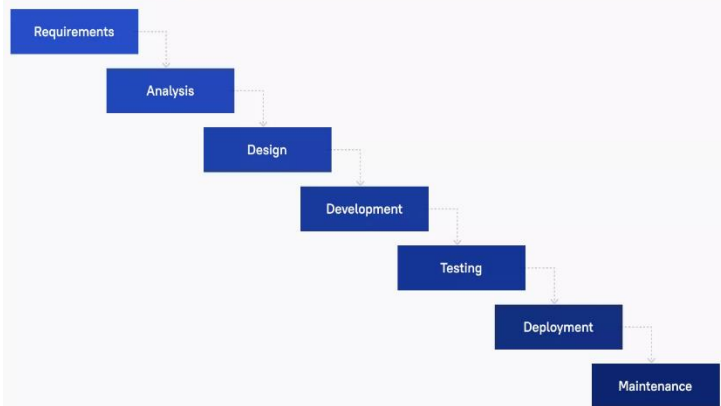 Requirements
Analysis
Design
Development
Testing
Deployment
Maintenance